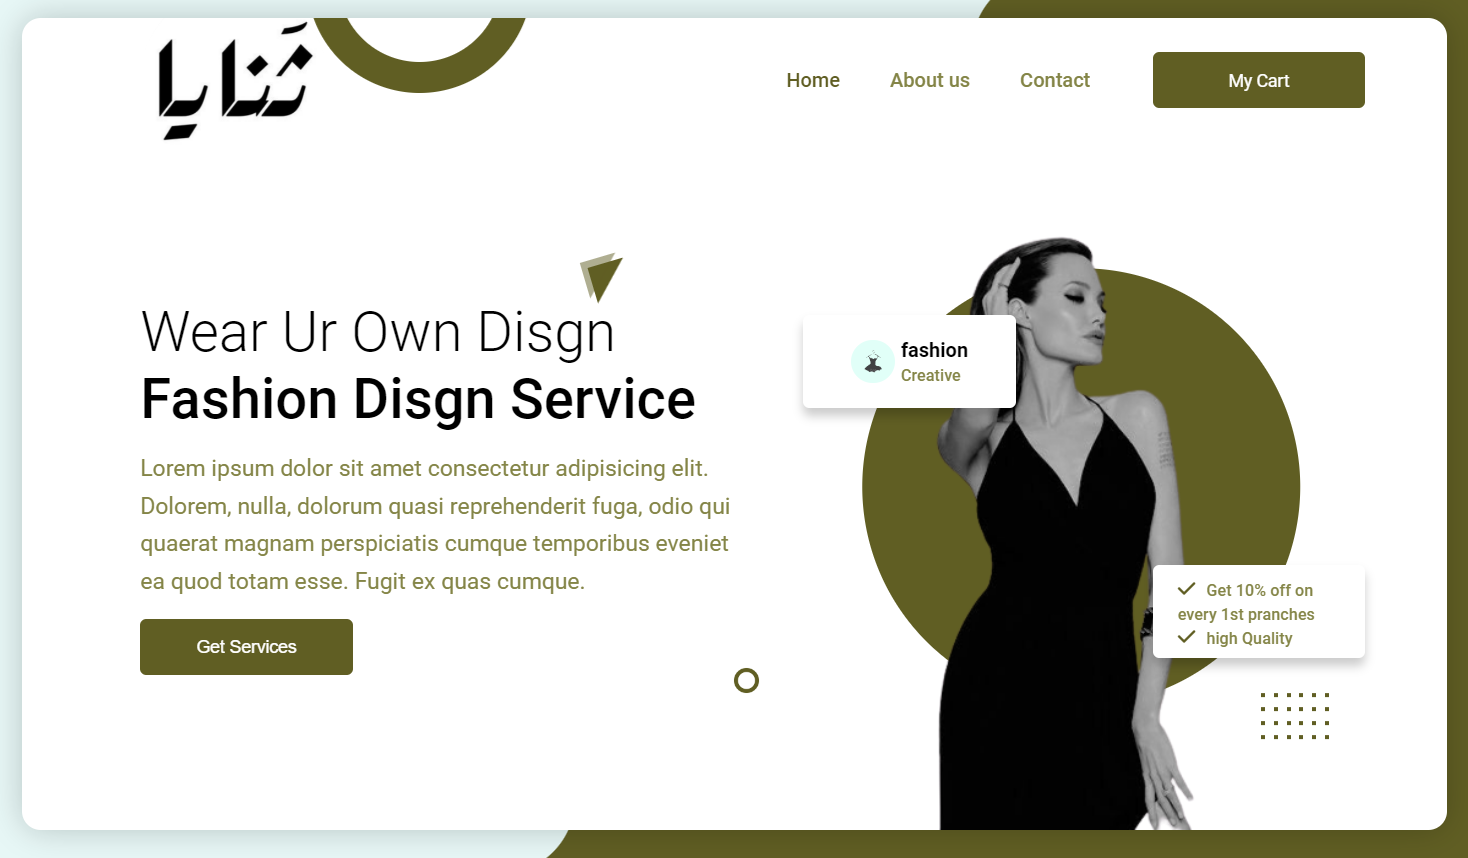 ثَنايا
Home
About us
Contact
My Cart
Wear Ur Own Disgn
Fashion Disgn Service
Lorem ipsum dolor sit amet consectetur adipisicing elit.
Dolorem, nulla, dolorum quasi reprehenderit fuga, odio qui
quaerat magnam perspiciatis cumque temporibus eveniet
ea quod totam esse. Fugit ex quas cumque.
Get Services
fashion
Creative
Get 10% off on
every 1st pranches
high Quality